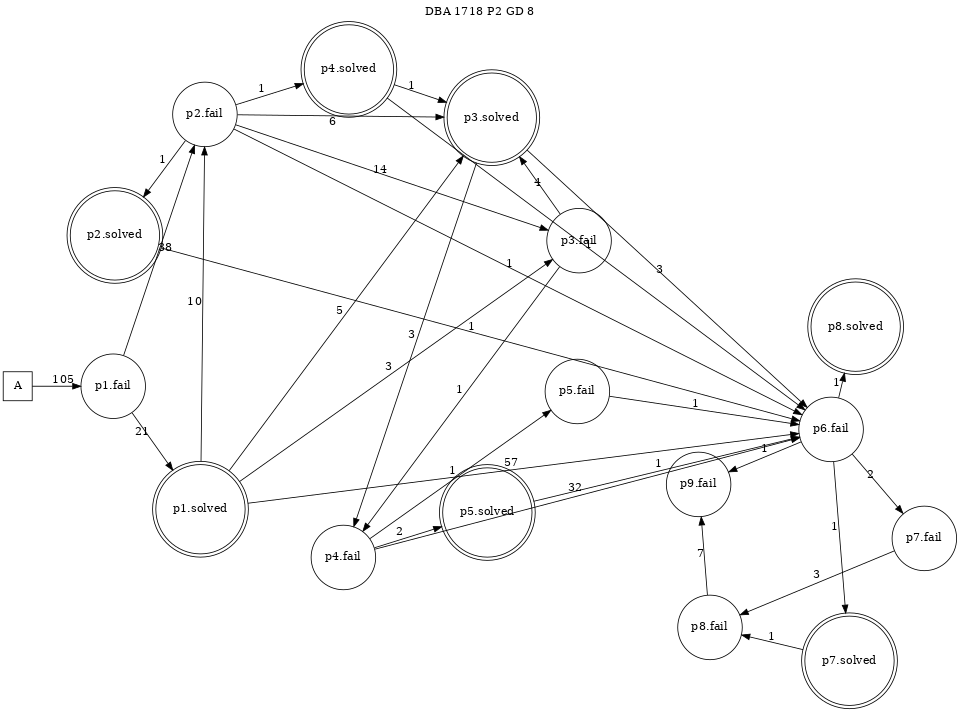 DBA 1718 P2 GD 8
p4.solved
1
1
p2.fail
p3.solved
6
1
14
4
p2.solved
p3.fail
1
38
1
3
10
5
1
3
p8.solved
3
1
A
105
p1.fail
1
p5.fail
1
21
p6.fail
1
57
1
1
2
p9.fail
32
p1.solved
p5.solved
2
1
p7.fail
p4.fail
7
3
p8.fail
1
p7.solved